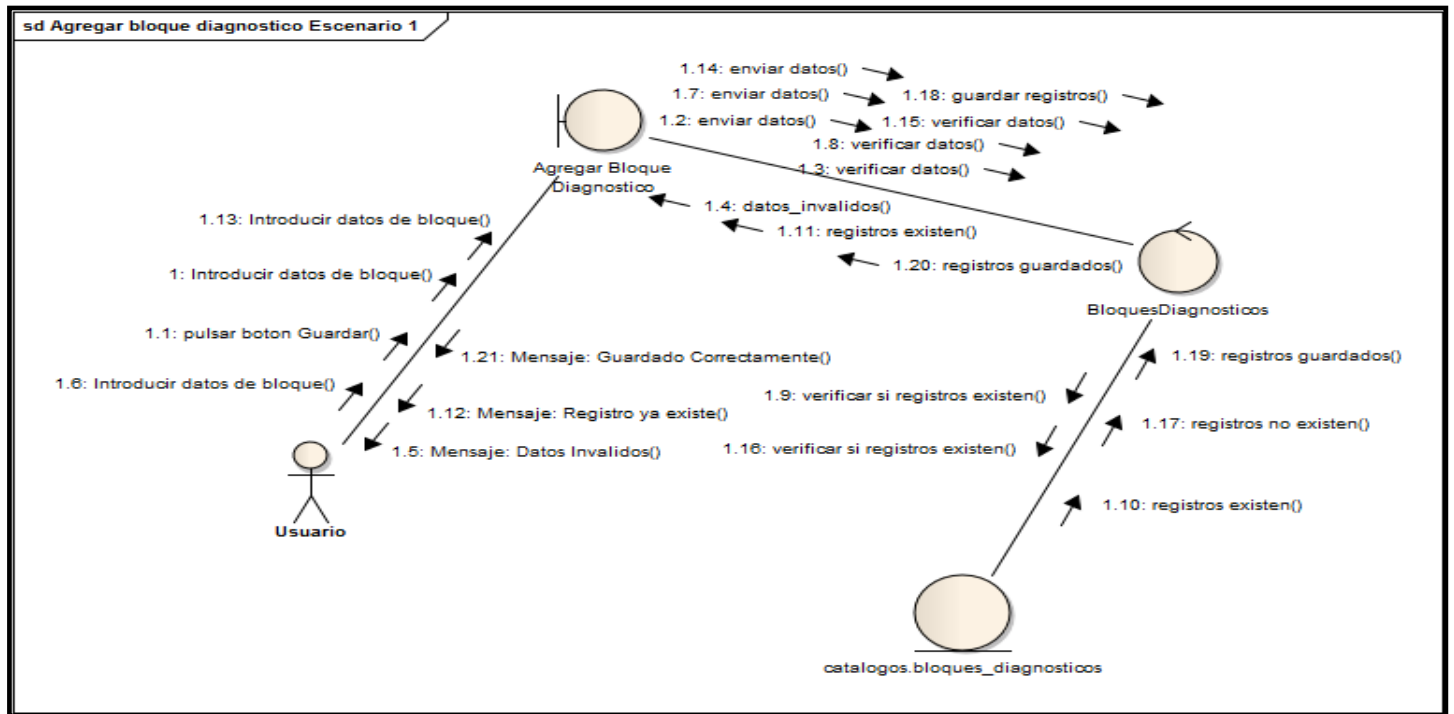 sd Agregar bloque diagnostico Escenario 1
1.14: enviar datos()
1.7: enviar datos()
1.18: guardar registros()
1.2: enviar datos()
1.15: verificar datos()
1.8: verificar datos()
1.3: verificar datos()
Agregar Bloque
Diagnostico
1.4: datos_invalidos()
1.11: registros existen()
1.20: registros guardados()
BloquesDiagnosticos
1.13: Introducir datos de bloque()
1: Introducir datos de bloque()
1.1: pulsar boton Guardar()
1.6: Introducir datos de bloque()
1.21: Mensaje: Guardado Correctamente()
1.12: Mensaje: Registro ya existe()
1.5: Mensaje: Datos Invalidos()
Usuario
1.19: registros guardados()
1.9: verificar si registros existen()
1.17: registros no existen()
1.16: verificar si registros existen()
1.10: registros existen()
catalogos.bloques_diagnosticos